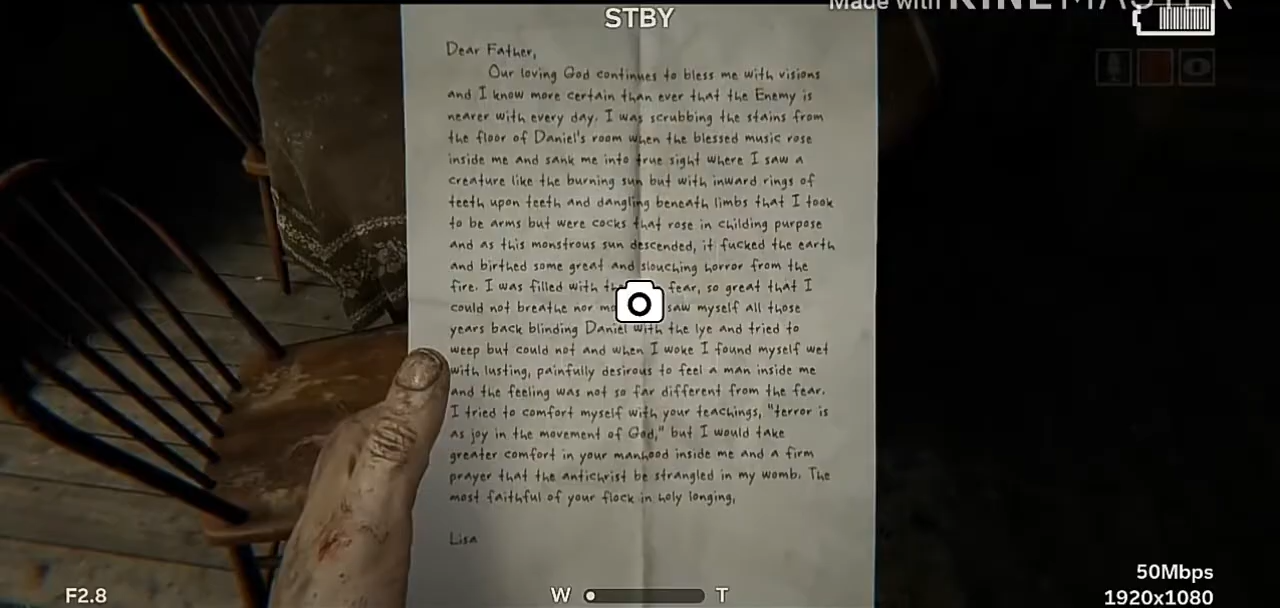 Made with KINEMASTER
STBY
Dear Father,
Our loving God continues to bless me with visions
and I know more certain than ever that the Enemy is
nearer with every day. I was scrubbing the stains from
the floor of Daniel's room when the blessed music rose
inside me and sank me into true sight where I saw a
creature like the burning sun but with inward rings of
teeth upon teeth and dangling beneath limbs that I took
to be arms but were cocks that rose in childing purpose
and as this monstrous sun descended, it fucked the earth
and birthed some great and slouching horror from the
fire. I was filled with fear, so great that I
could not breathe nor saw myself all those
years back blinding Daniel with the lye and tried to
weep but could not and when I woke I found myself wet
with lusting, painfully desirous to feel a man inside me
and the feeling was not so far different from the fear.
I tried to comfort myself with your teachings, "terror is
as joy in the movement of God," but I would take
greater comfort in your manhood inside me and a firm
prayer that the antichrist be strangled in my womb. The
most faithful of your flock in holy longing,
Lisa
F2.8
W T
50Mbps
1920x1080